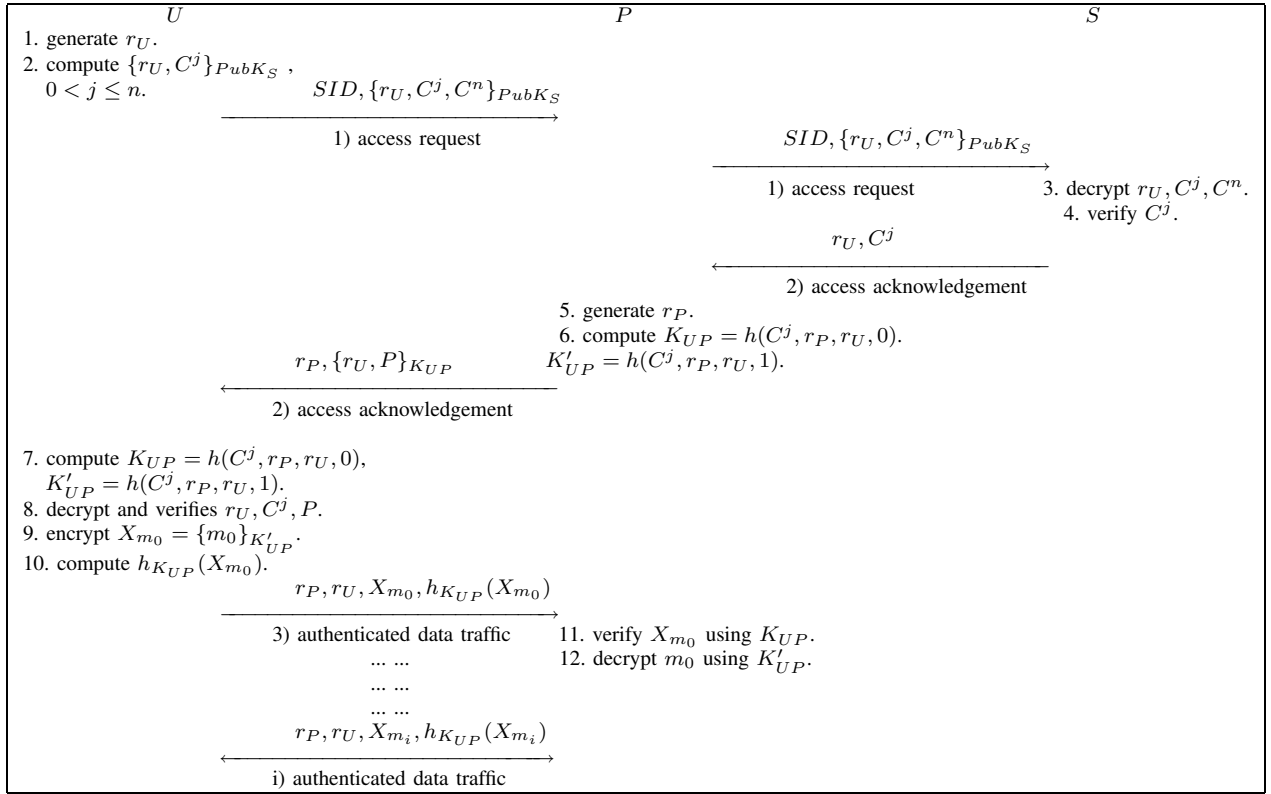 U P S
1. generate r_U.
2. compute {r_U, C^j}_{PubK_S} ,
0 < j ≤ n.
SID, {r_U, C^j, C^n}_{PubK_S}
1) access request
SID, {r_U, C^j, C^n}_{PubK_S}
1) access request
3. decrypt r_U, C^j, C^n.
4. verify C^j.
r_U, C^j
2) access acknowledgement
5. generate r_P.
6. compute K_{UP} = h(C^j, r_P, r_U, 0).
r_P, {r_U, P}_{K_{UP}}
K'_{UP} = h(C^j, r_P, r_U, 1).
2) access acknowledgement
7. compute K_{UP} = h(C^j, r_P, r_U, 0),
K'_{UP} = h(C^j, r_P, r_U, 1).
8. decrypt and verifies r_U, C^j, P.
9. encrypt X_{m_0} = {m_0}_{K'_{UP}}.
10. compute h_{K_{UP}}(X_{m_0}).
r_P, r_U, X_{m_0}, h_{K_{UP}}(X_{m_0})
3) authenticated data traffic
11. verify X_{m_0} using K_{UP}.
12. decrypt m_0 using K'_{UP}.
... ...
... ...
... ...
r_P, r_U, X_{m_i}, h_{K_{UP}}(X_{m_i})
i) authenticated data traffic